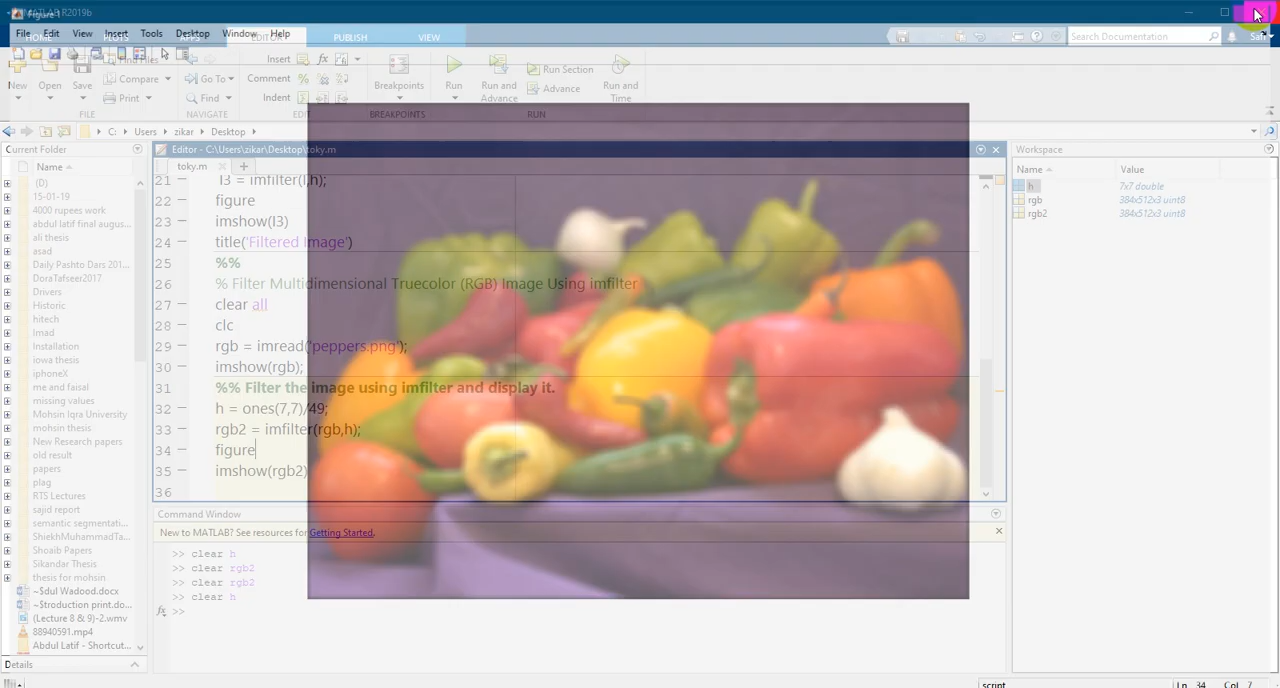 MATLAB R2019b
Figure 1
File Edit View Insert Tools Desktop Window Help
HOME PLOTS APPS EDITOR PUBLISH VIEW
Search Documentation
New Open Save Find Files Compare Print
Go To Find
Insert Comment Indent
Breakpoints
Run Run and Advance Run Section Advance Run and Time
FILE NAVIGATE EDIT BREAKPOINTS RUN
C: Users zikar Desktop
Current Folder
Name
(D)
15-01-19
4000 rupees work
abdul latif final augus...
ali thesis
asad
Daily Pashto Dars 201...
DoraTafseer2017
Drivers
Historic
hitech
Imad
Installation
iowa thesis
iphoneX
me and faisal
missing values
Mohsin Iqra University
mohsin thesis
New Research papers
old result
papers
plag
RTS Lectures
sajid report
semantic segmentati...
ShiekhMuhammadTa...
Shoaib Papers
Sikandar Thesis
thesis for mohsin
~$dul Wadood.docx
~$troduction print.do...
(Lecture 8 & 9)-2.wmv
88940591.mp4
Abdul Latif - Shortcut...
Details
Editor - C:\Users\zikar\Desktop\toky.m
toky.m
21 I3 = imfilter(I,h);
22 figure
23 imshow(I3)
24 title('Filtered Image')
25 %%
26 % Filter Multidimensional Truecolor (RGB) Image Using imfilter
27 clear all
28 clc
29 rgb = imread('peppers.png');
30 imshow(rgb);
31 %% Filter the image using imfilter and display it.
32 h = ones(7,7)/49;
33 rgb2 = imfilter(rgb,h);
34 figure
35 imshow(rgb2)
36
Command Window
New to MATLAB? See resources for Getting Started.
>> clear h
>> clear rgb2
>> clear rgb2
>> clear h
fx >>
Workspace
Name Value
h 7x7 double
rgb 384x512x3 uint8
rgb2 384x512x3 uint8
script Ln 34 Col 7